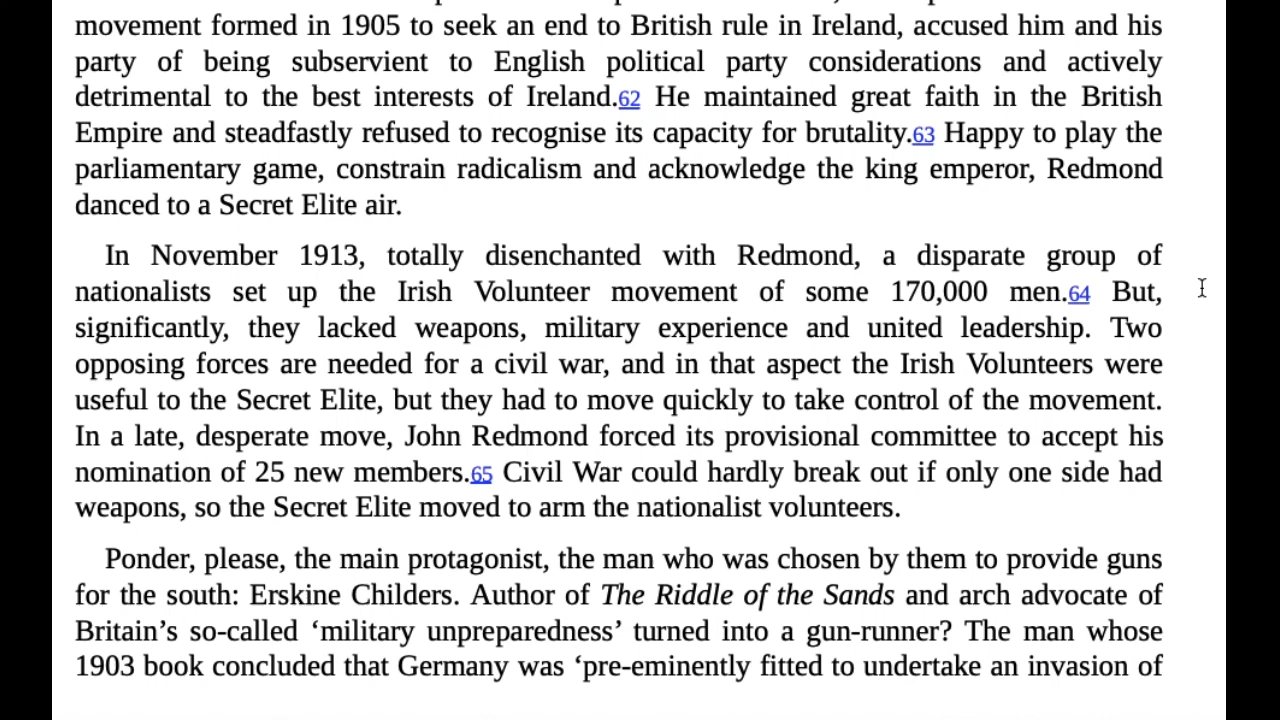 movement formed in 1905 to seek an end to British rule in Ireland, accused him and his
party of being subservient to English political party considerations and actively
detrimental to the best interests of Ireland.62 He maintained great faith in the British
Empire and steadfastly refused to recognise its capacity for brutality.63 Happy to play the
parliamentary game, constrain radicalism and acknowledge the king emperor, Redmond
danced to a Secret Elite air.
In November 1913, totally disenchanted with Redmond, a disparate group of
nationalists set up the Irish Volunteer movement of some 170,000 men.64 But,
significantly, they lacked weapons, military experience and united leadership. Two
opposing forces are needed for a civil war, and in that aspect the Irish Volunteers were
useful to the Secret Elite, but they had to move quickly to take control of the movement.
In a late, desperate move, John Redmond forced its provisional committee to accept his
nomination of 25 new members.65 Civil War could hardly break out if only one side had
weapons, so the Secret Elite moved to arm the nationalist volunteers.
Ponder, please, the main protagonist, the man who was chosen by them to provide guns
for the south: Erskine Childers. Author of The Riddle of the Sands and arch advocate of
Britain’s so-called ‘military unpreparedness’ turned into a gun-runner? The man whose
1903 book concluded that Germany was ‘pre-eminently fitted to undertake an invasion of